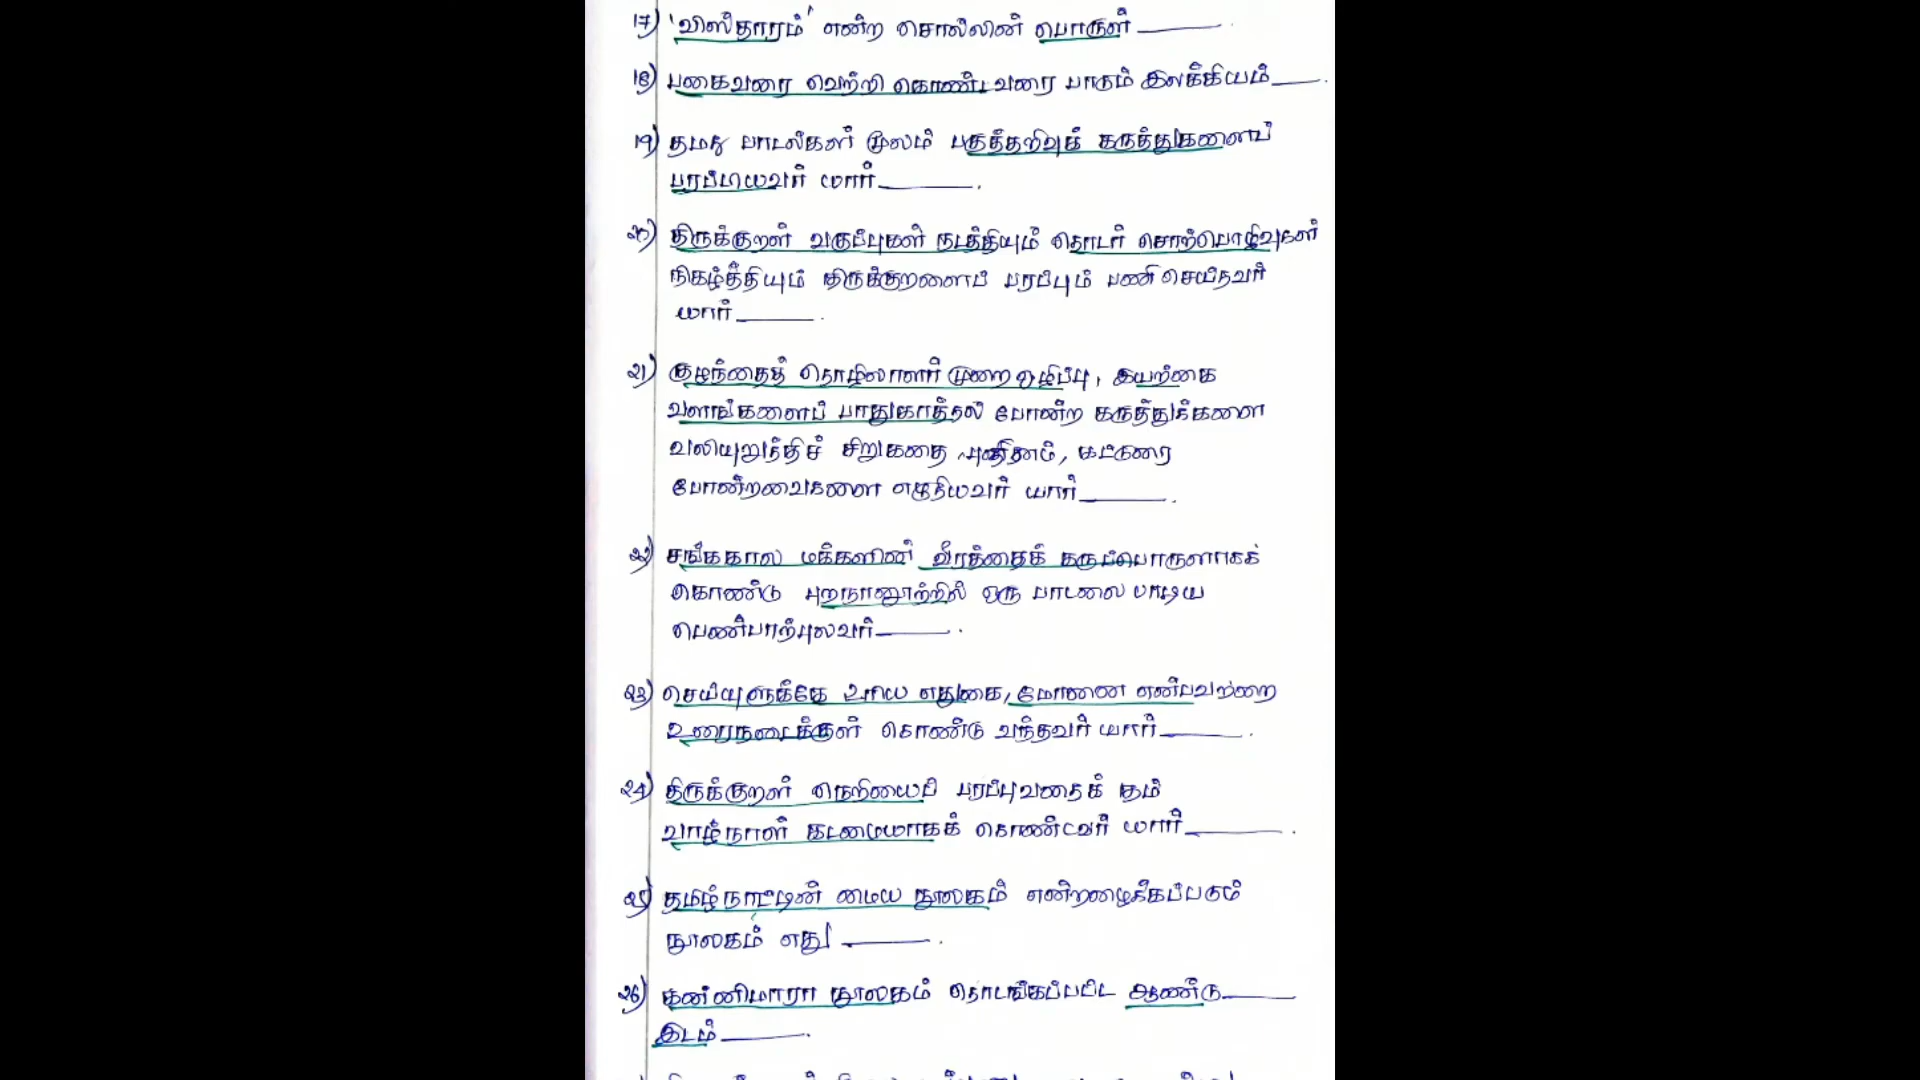 17) 'விஸ்தாரம்' என்ற சொல்லின் பொருள் ______.
18) பகைவரை வெற்றி கொண்டவரை பாடும் இலக்கியம் ____.
19) தமது பாடல்கள் மூலம் பகுத்தறிவுக் கருத்துகளைப்
பரப்பியவர் யார் ______.
20) திருக்குறள் வகுப்புகள் நடத்தியும் தொடர் சொற்பொழிவுகள்
நிகழ்த்தியும் திருக்குறளைப் பரப்பும் பணி செய்தவர்
யார் ______.
21) குழந்தைத் தொழிலாளர் முறை ஒழிப்பு, இயற்கை
வளங்களைப் பாதுகாத்தல் போன்ற கருத்துக்களை
வலியுறுத்திச் சிறுகதை புதினம், கட்டுரை
போன்றவைகளை எழுதியவர் யார் ______.
22) சங்ககால மக்களின் வீரத்தைக் கருப்பொருளாகக்
கொண்டு புறநானூற்றில் ஒரு பாடலை பாடிய
பெண்பாற்புலவர் ______.
23) செய்யுளுக்கே உரிய எதுகை, மோனை என்பவற்றை
உரைநடைக்குள் கொண்டு வந்தவர் யார் ______.
24) திருக்குறள் நெறியைப் பரப்புவதைக் தம்
வாழ்நாள் கடமையாகக் கொண்டவர் யார் ______.
25) தமிழ்நாட்டின் மைய நூலகம் என்றழைக்கப்படும்
நூலகம் எது ______.
26) கன்னிமாரா நூலகம் தொடங்கப்பட்ட ஆண்டு ______
இடம் ______.